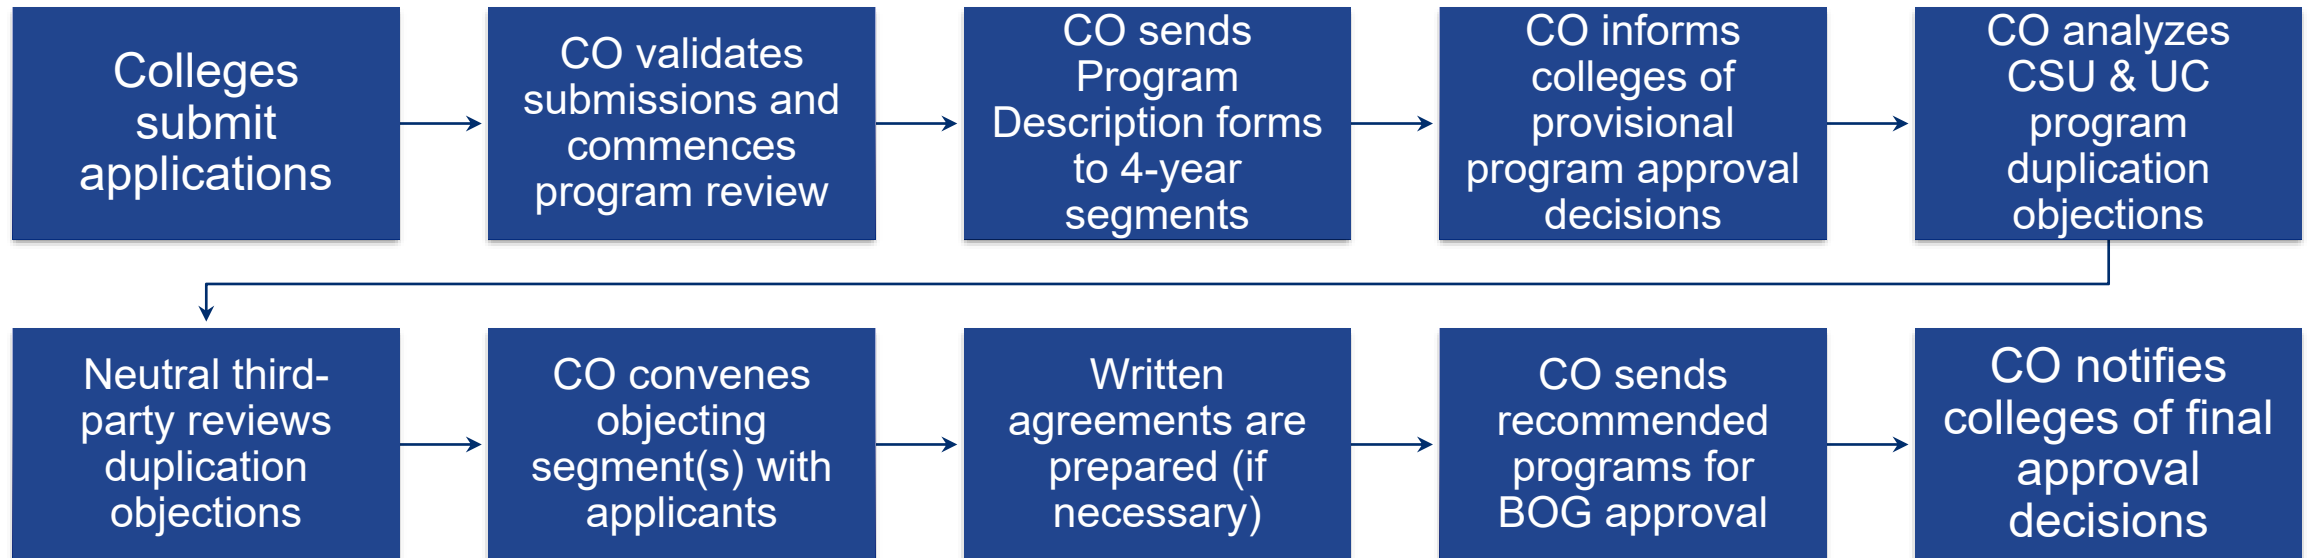 Colleges
submit
applications
CO validates
submissions and
commences
program review
CO sends
Program
Description forms
to 4-year
segments
CO informs
colleges of
provisional
program approval
decisions
CO analyzes
CSU & UC
program
duplication
objections
Neutral third-
party reviews
duplication
objections
CO convenes
objecting
segment(s) with
applicants
Written
agreements are
prepared (if
necessary)
CO sends
recommended
programs for
BOG approval
CO notifies
colleges of final
approval
decisions